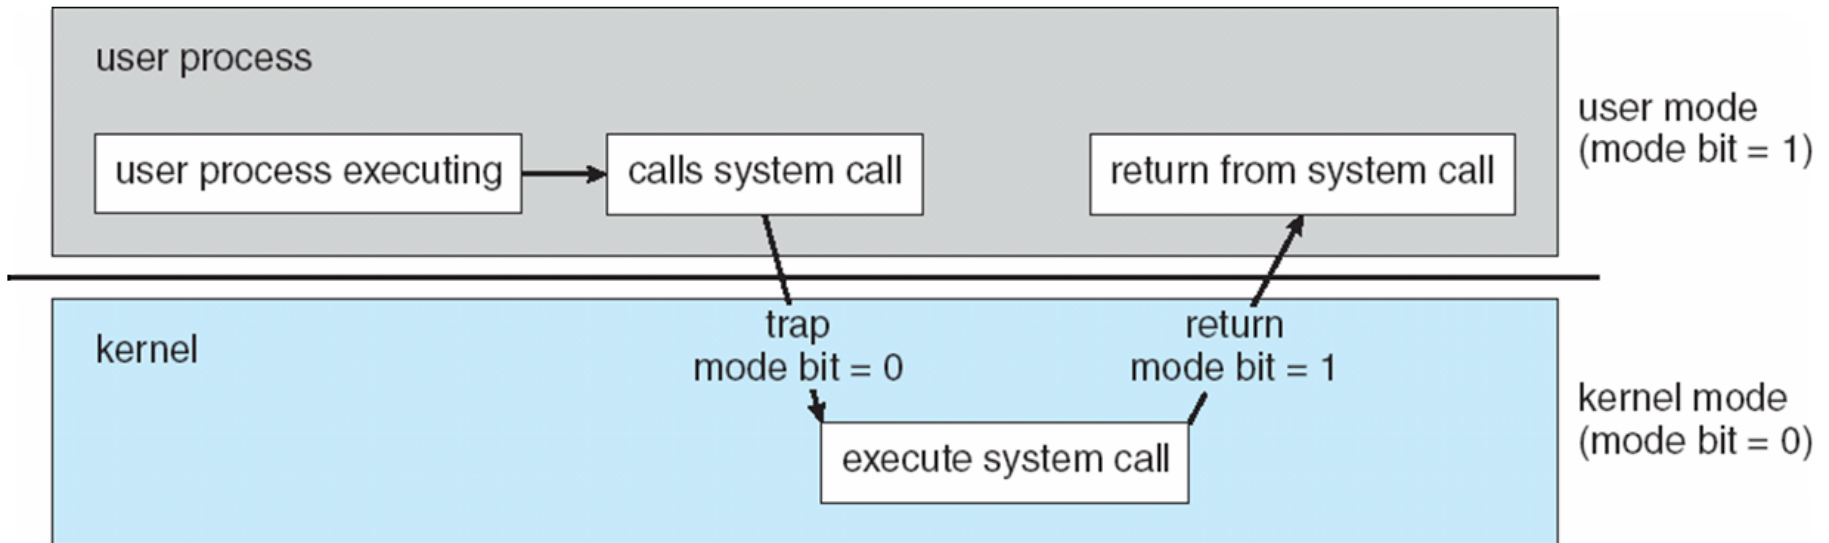 user process
user process executing
calls system call
return from system call
user mode
(mode bit = 1)
kernel
trap
mode bit = 0
return
mode bit = 1
execute system call
kernel mode
(mode bit = 0)